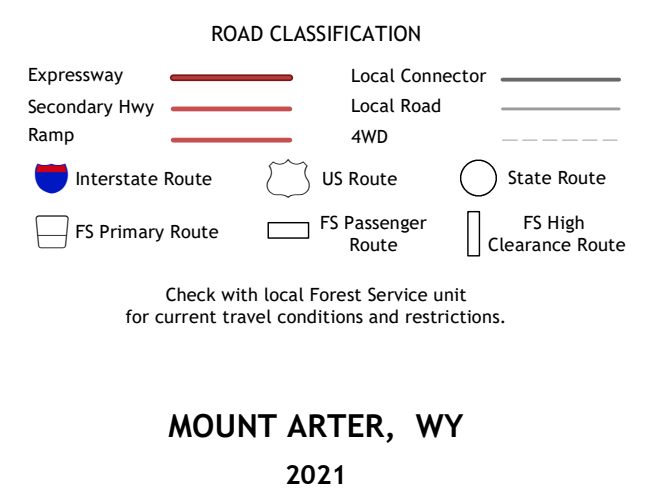 ROAD CLASSIFICATION
Expressway
Local Connector
Secondary Hwy
Local Road
Ramp
4WD
Interstate Route
US Route
State Route
FS Primary Route
FS Passenger
Route
FS High
Clearance Route
Check with local Forest Service unit
for current travel conditions and restrictions.
MOUNT ARTER, WY
2021